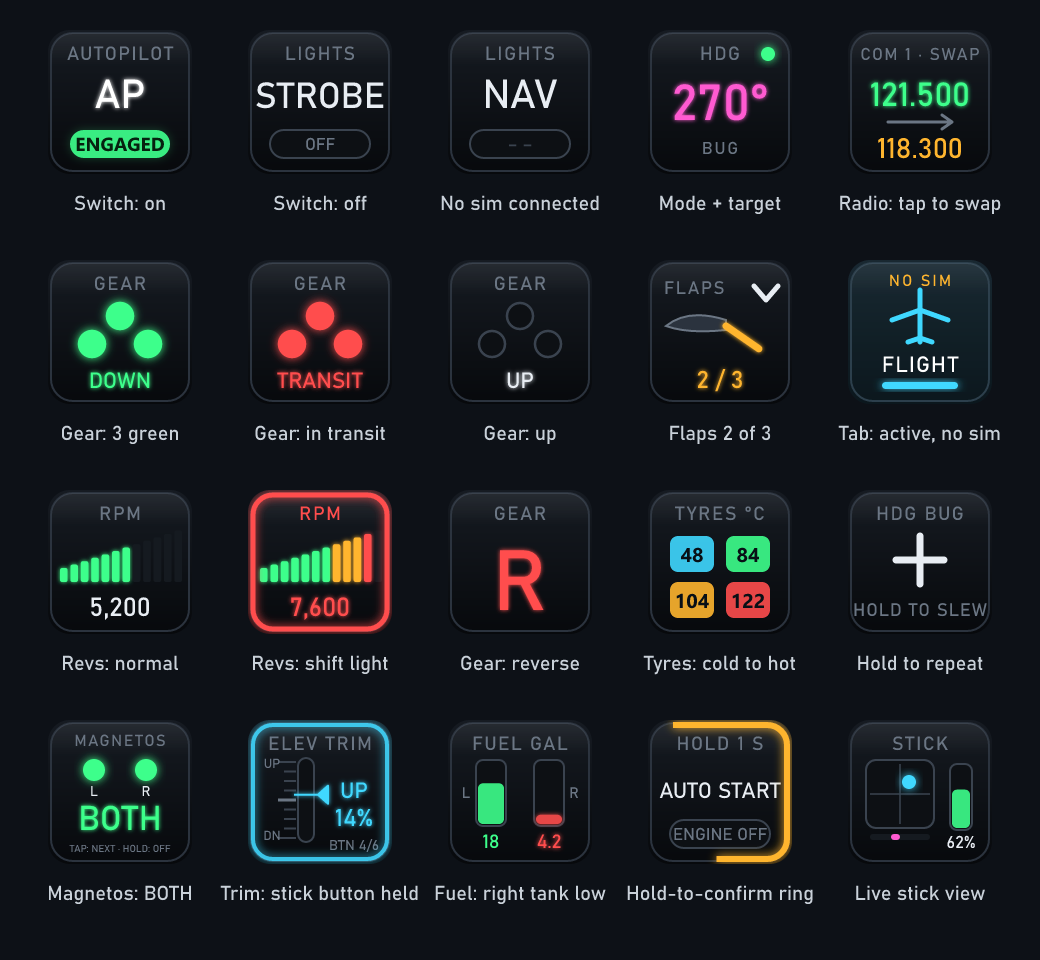 AUTOPILOT
AP
ENGAGED
Switch: on
LIGHTS
STROBE
OFF
Switch: off
LIGHTS
NAV
– –
No sim connected
HDG
270°
BUG
Mode + target
COM 1 · SWAP
121.500
118.300
Radio: tap to swap
GEAR
DOWN
Gear: 3 green
GEAR
TRANSIT
Gear: in transit
GEAR
UP
Gear: up
FLAPS
2 / 3
Flaps 2 of 3
NO SIM
FLIGHT
Tab: active, no sim
RPM
5,200
Revs: normal
RPM
7,600
Revs: shift light
GEAR
R
Gear: reverse
TYRES °C
48 84
104 122
Tyres: cold to hot
HDG BUG
HOLD TO SLEW
Hold to repeat
MAGNETOS
L R
BOTH
TAP: NEXT · HOLD: OFF
Magnetos: BOTH
ELEV TRIM
UP
UP
14%
DN
BTN 4/6
Trim: stick button held
FUEL GAL
L R
18 4.2
Fuel: right tank low
HOLD 1 S
AUTO START
ENGINE OFF
Hold-to-confirm ring
STICK
62%
Live stick view